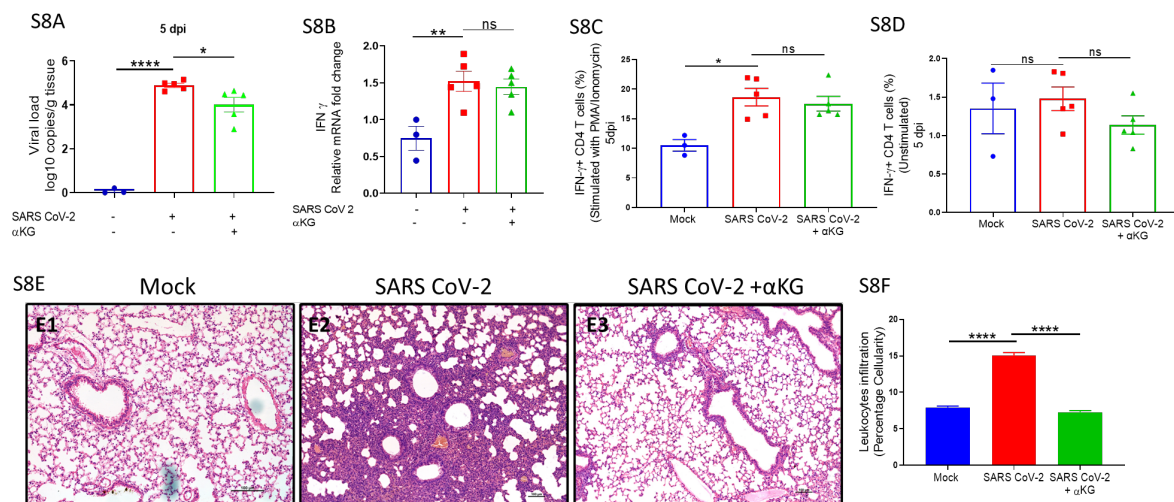 S8A
5 dpi
****
*
Viral load
log10 copies/g tissue
6
4
2
0
SARS CoV-2 - + +
αKG - - +
S8B
**
ns
IFN γ
Relative mRNA fold change
2.0
1.5
1.0
0.5
0.0
SARS CoV 2 - + +
αKG - - +
S8C
*
ns
IFN-γ+ CD4 T cells (%)
(Stimulated with PMA/Ionomycin)
5dpi
25
20
15
10
5
0
Mock
SARS CoV-2
SARS CoV-2
+ αKG
S8D
ns
ns
IFN-γ+ CD4 T cells (%)
(Unstimulated)
5 dpi
2.0
1.5
1.0
0.5
0.0
Mock
SARS CoV-2
SARS CoV-2
+ αKG
S8E
Mock
SARS CoV-2
SARS CoV-2 +αKG
E1
E2
E3
S8F
****
****
Leukocytes infiltration
(Percentage Cellularity)
20
15
10
5
0
Mock
SARS CoV-2
SARS CoV-2
+ αKG